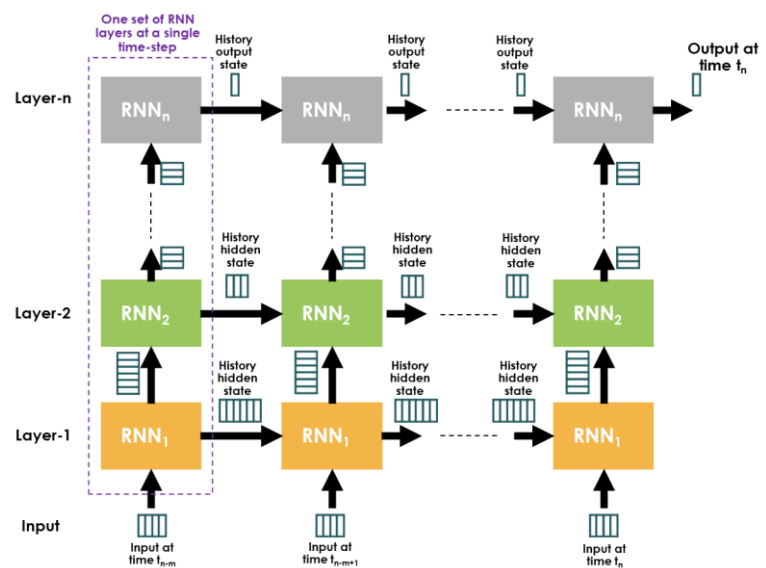 One set of RNN
layers at a single
time-step
History
output
state
History
output state
History
output state
Output at
time tₙ
Layer-n
RNNₙ
RNNₙ
RNNₙ
History
hidden
state
History
hidden
state
History
hidden
state
Layer-2
RNN₂
RNN₂
RNN₂
History
hidden
state
History
hidden
state
History
hidden
state
Layer-1
RNN₁
RNN₁
RNN₁
Input
Input at
time tₙ₋ₘ
Input at
time tₙ₋ₘ₊₁
Input at
time tₙ